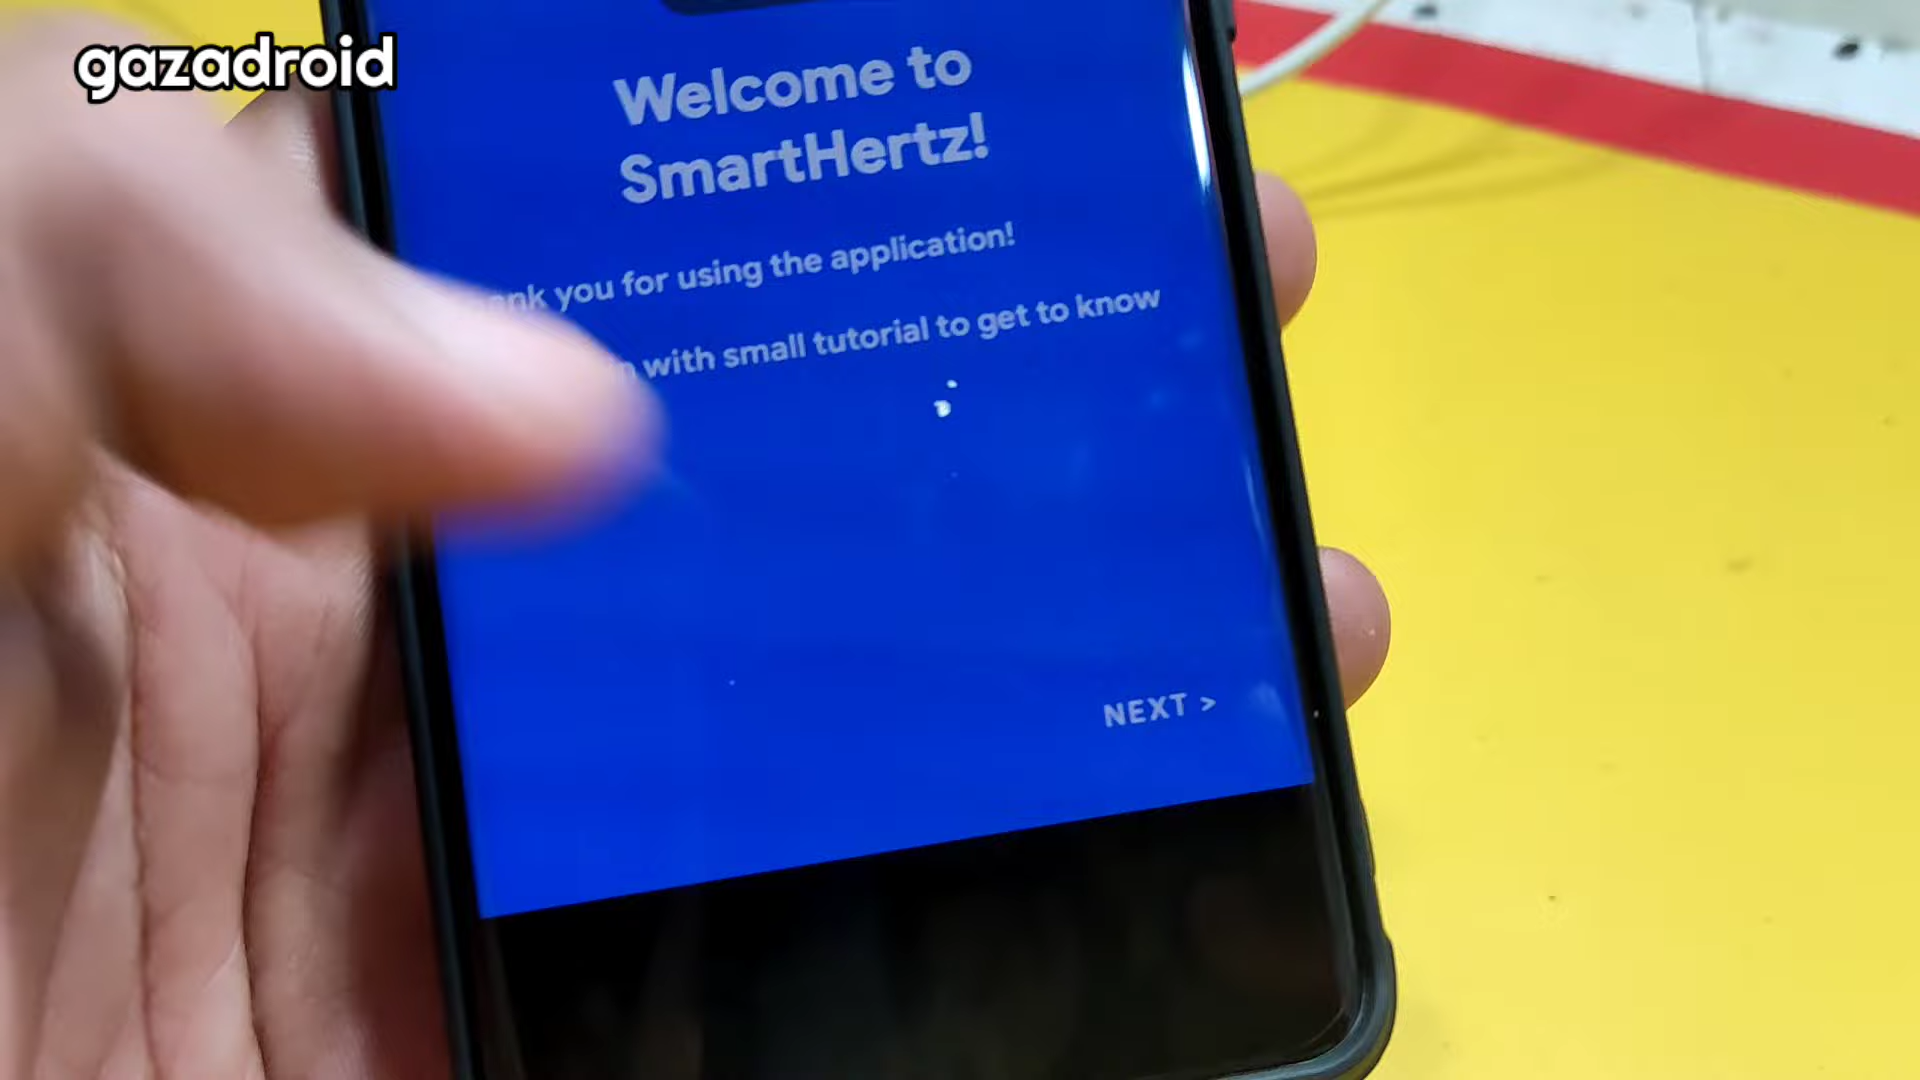 gazadroid
Welcome to
SmartHertz!
you for using the application!
with small tutorial to get to know
NEXT >